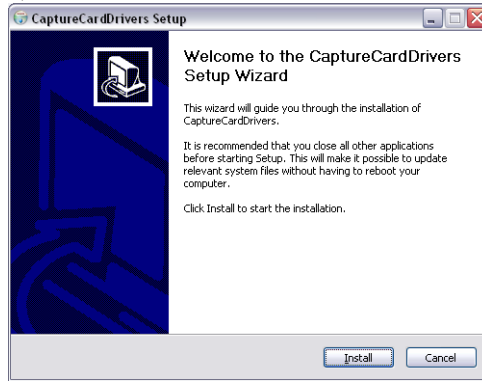 CaptureCardDrivers Setup
Welcome to the CaptureCardDrivers
Setup Wizard
This wizard will guide you through the installation of
CaptureCardDrivers.
It is recommended that you close all other applications
before starting Setup. This will make it possible to update
relevant system files without having to reboot your
computer.
Click Install to start the installation.
Install
Cancel